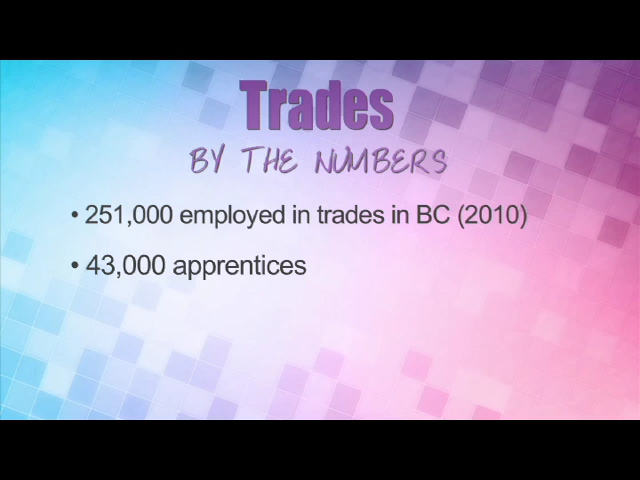 Trades
BY THE NUMBERS
• 251,000 employed in trades in BC (2010)
• 43,000 apprentices